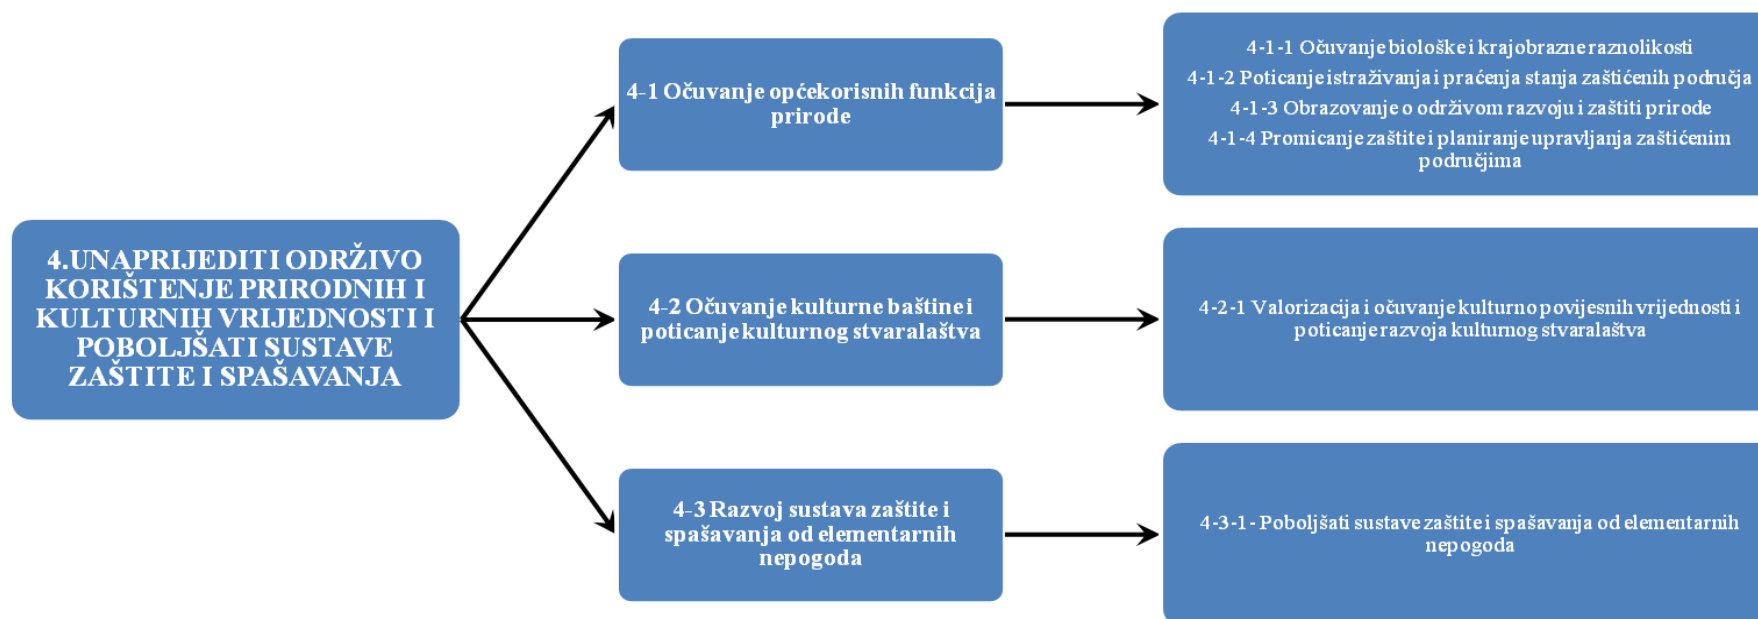 4.UNAPRIJEDITI ODRŽIVO
KORIŠTENJE PRIRODNIH I
KULTURNIH VRIJEDNOSTI I
POBOLJŠATI SUSTAVE
ZAŠTITE I SPAŠAVANJA
4-1 Očuvanje općekorisnih funkcija
prirode
4-1-1 Očuvanje biološke i krajobrazne raznolikosti
4-1-2 Poticanje istraživanja i praćenja stanja zaštićenih područja
4-1-3 Obrazovanje o održivom razvoju i zaštiti prirode
4-1-4 Promicanje zaštite i planiranje upravljanja zaštićenim
područjima
4-2 Očuvanje kulturne baštine i
poticanje kulturnog stvaralaštva
4-2-1 Valorizacija i očuvanje kulturno povijesnih vrijednosti i
poticanje razvoja kulturnog stvaralaštva
4-3 Razvoj sustava zaštite i
spašavanja od elementarnih
nepogoda
4-3-1- Poboljšati sustave zaštite i spašavanja od elementarnih
nepogoda